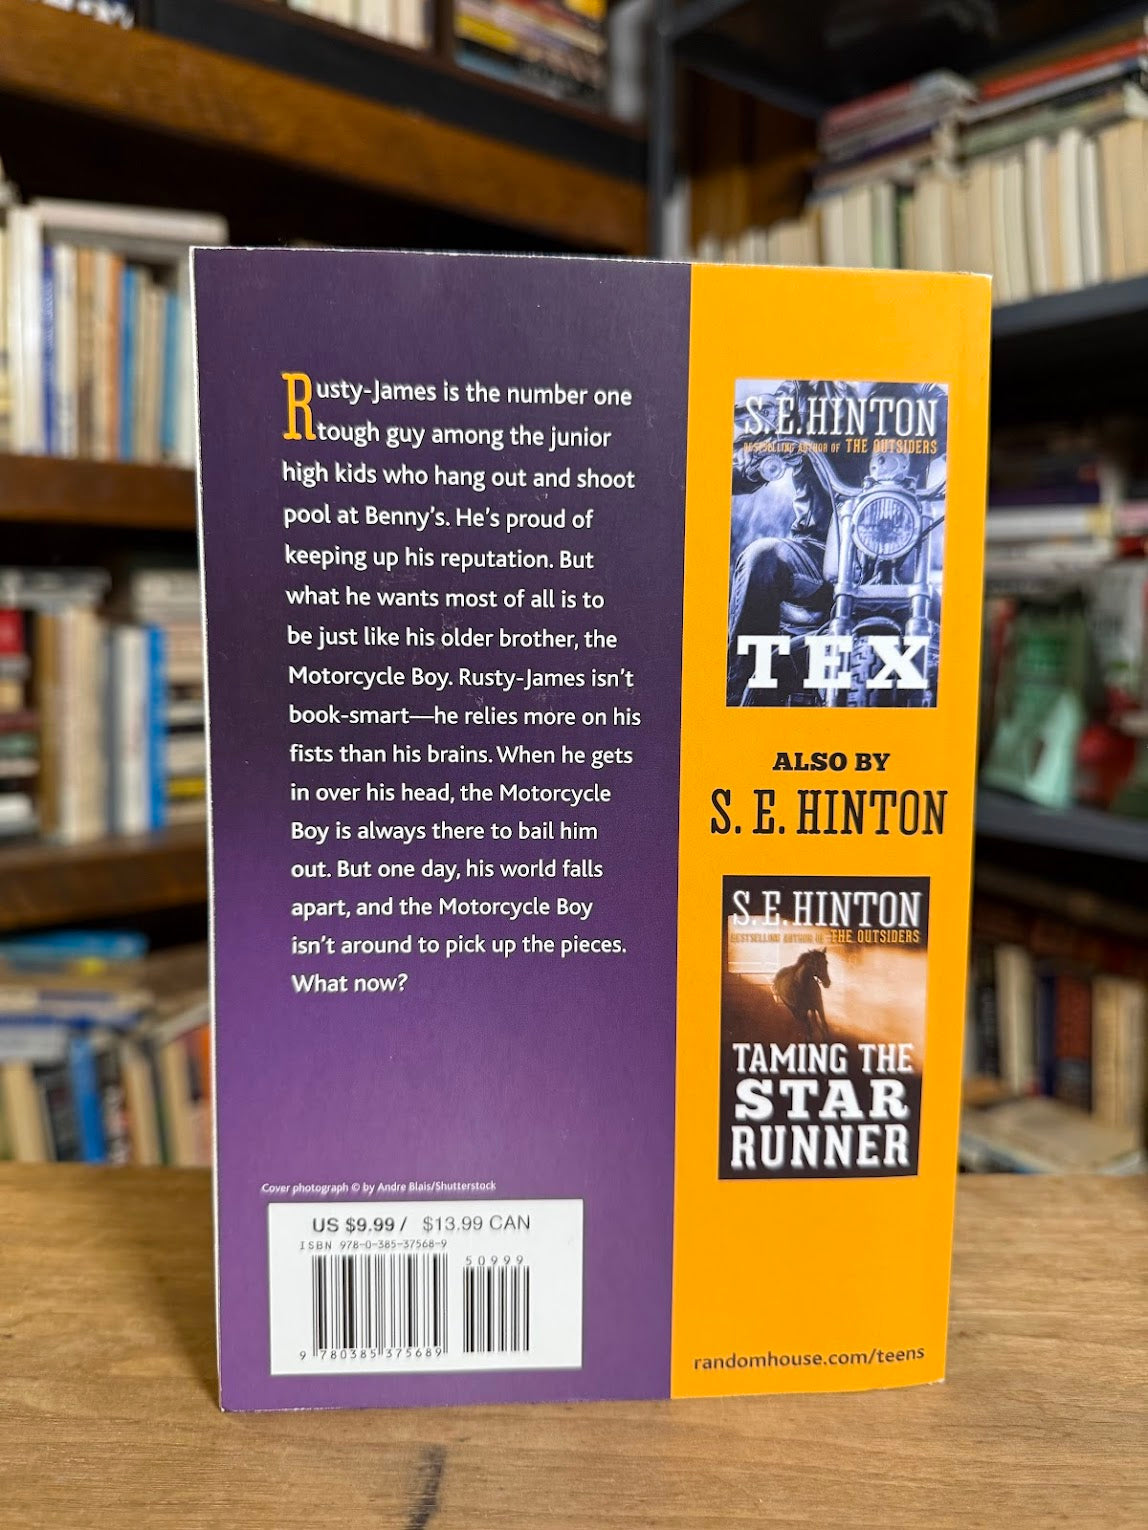 Rusty-James is the number one
tough guy among the junior
high kids who hang out and shoot
pool at Benny's. He's proud of
keeping up his reputation. But
what he wants most of all is to
be just like his older brother, the
Motorcycle Boy. Rusty-James isn't
book-smart—he relies more on his
fists than his brains. When he gets
in over his head, the Motorcycle
Boy is always there to bail him
out. But one day, his world falls
apart, and the Motorcycle Boy
isn't around to pick up the pieces.
What now?
Cover photograph © by Andre Blais/Shutterstock
US $9.99 / $13.99 CAN
ISBN 978-0-385-37568-9
50999
9 780385 375689
S. E. HINTON
BESTSELLING AUTHOR OF THE OUTSIDERS
TEX
ALSO BY
S. E. HINTON
S. E. HINTON
BESTSELLING AUTHOR OF THE OUTSIDERS
TAMING THE
STAR
RUNNER
randomhouse.com/teens